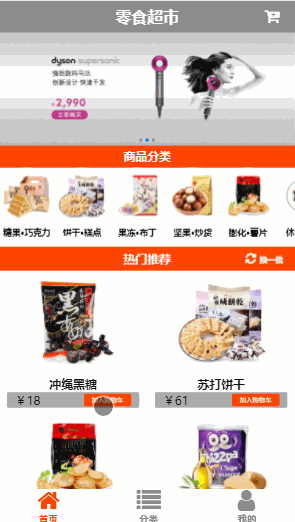 零食超市
dyson supersonic
强劲数码马达
创新设计 快速干发
¥2,990
立即购买
商品分类
糖果•巧克力 饼干•糕点 果冻•布丁 坚果•炒货 膨化•薯片 休
热门推荐 换一批
冲绳黑糖 苏打饼干
¥18 加入购物车 ¥61 加入购物车
首页 分类 我的